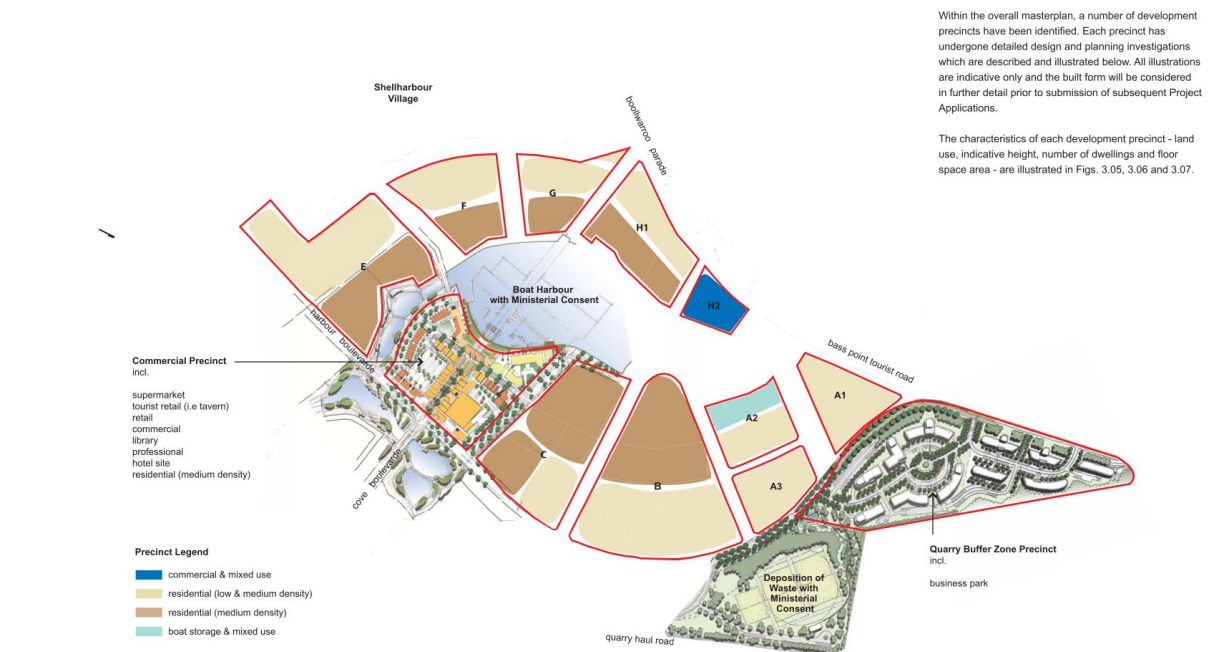 Within the overall masterplan, a number of development
precincts have been identified. Each precinct has
undergone detailed design and planning investigations
which are described and illustrated below. All illustrations
are indicative only and the built form will be considered
in further detail prior to submission of subsequent Project
Applications.
The characteristics of each development precinct - land
use, indicative height, number of dwellings and floor
space area - are illustrated in Figs. 3.05, 3.06 and 3.07.
Shellharbour
Village
boollwarroo parade
G
F
H1
E
Boat Harbour
with Ministerial Consent
H2
harbour boulevarde
bass point tourist road
Commercial Precinct
incl.
supermarket
tourist retail (i.e tavern)
retail
commercial
library
professional
hotel site
residential (medium density)
A1
A2
C
B
A3
cove boulevarde
Quarry Buffer Zone Precinct
incl.
business park
Deposition of
Waste with
Ministerial
Consent
quarry haul road
Precinct Legend
commercial & mixed use
residential (low & medium density)
residential (medium density)
boat storage & mixed use